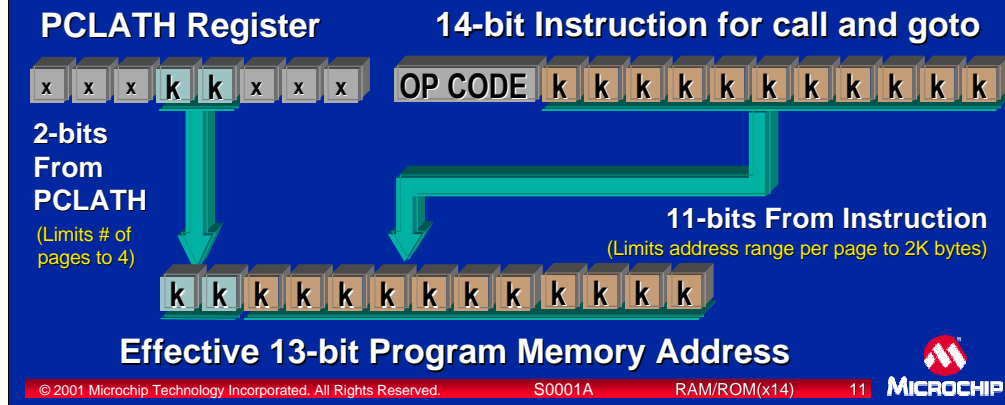 PCLATH Register
14-bit Instruction for call and goto
x x x k k x x x
OP CODE k k k k k k k k k k k
2-bits
From
PCLATH
(Limits # of
pages to 4)
11-bits From Instruction
(Limits address range per page to 2K bytes)
k k k k k k k k k k k k k
Effective 13-bit Program Memory Address
© 2001 Microchip Technology Incorporated. All Rights Reserved. S0001A RAM/ROM(x14) 11
MICROCHIP